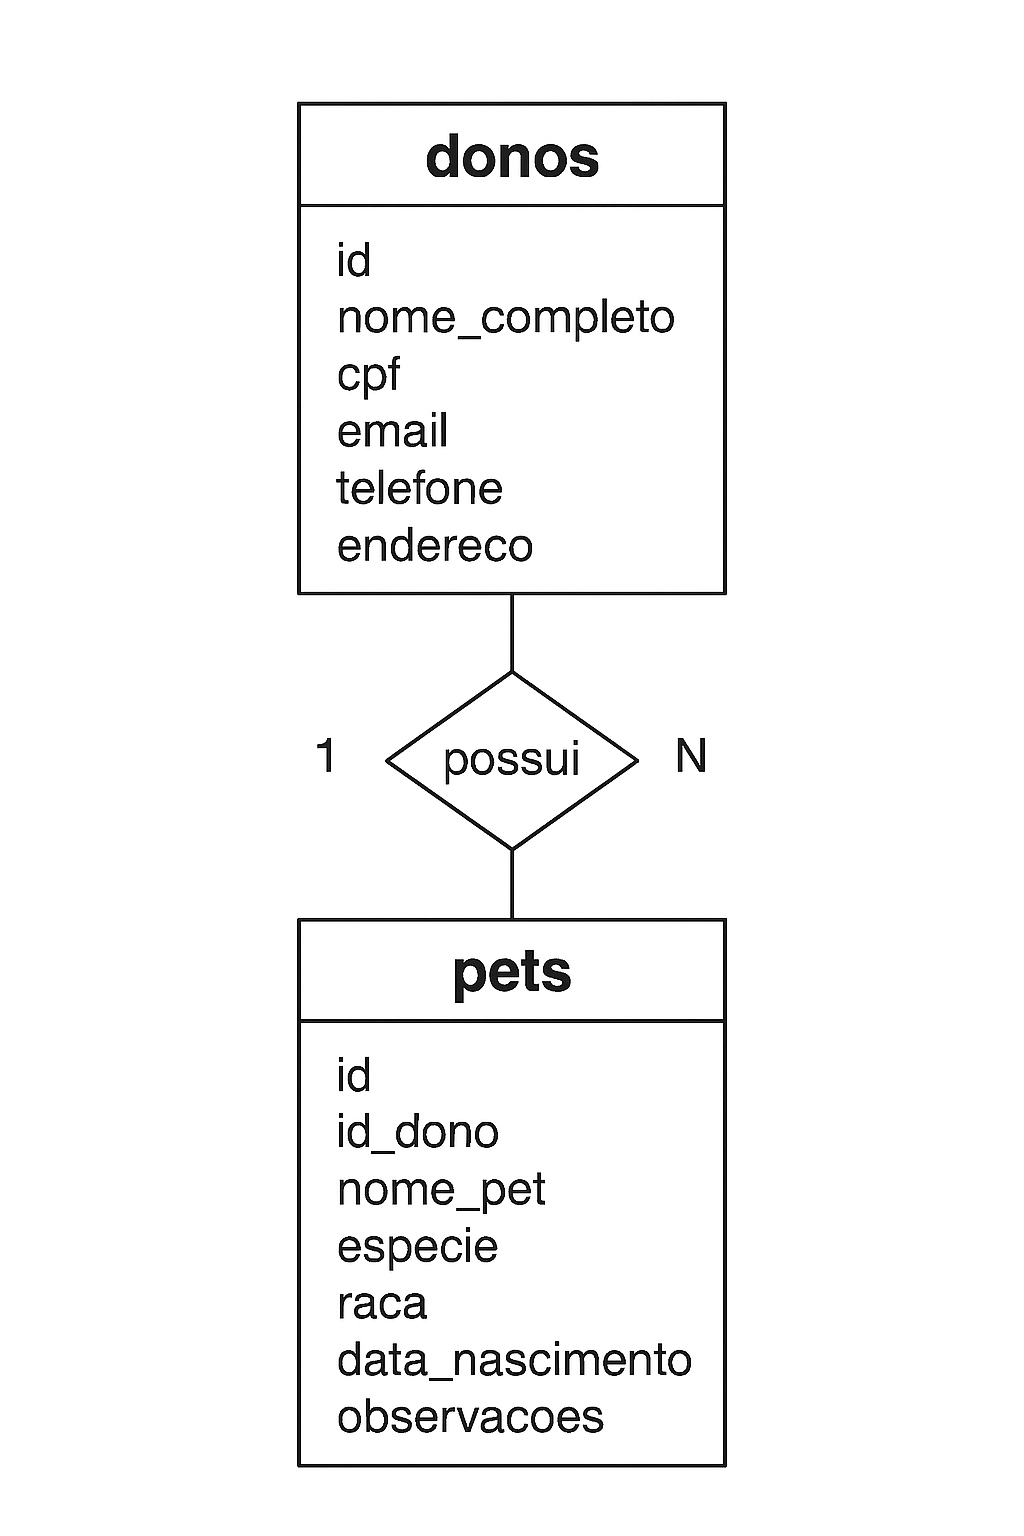 donos
id
nome_completo
cpf
email
telefone
endereco
1 possui N
pets
id
id_dono
nome_pet
especie
raca
data_nascimento
observacoes